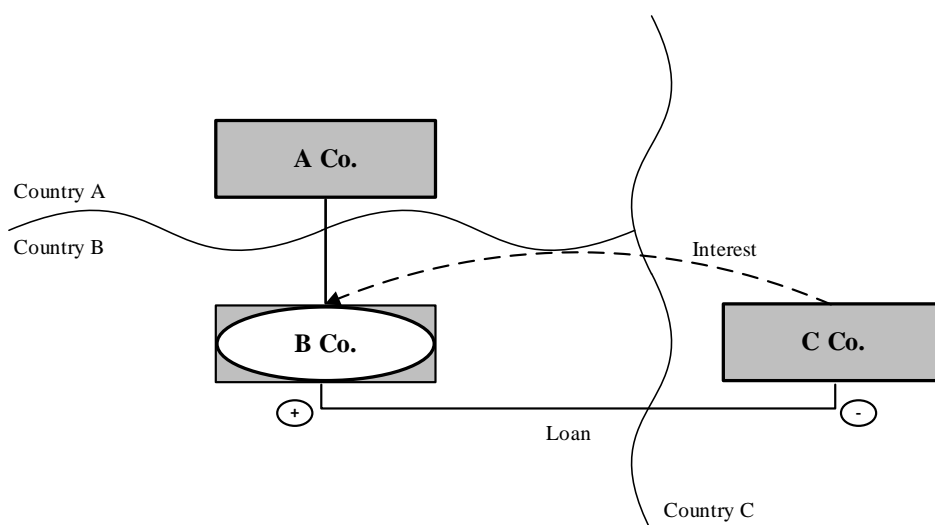 A Co.
Country A
Country B
Interest
B Co.
C Co.
+
-
Loan
Country C